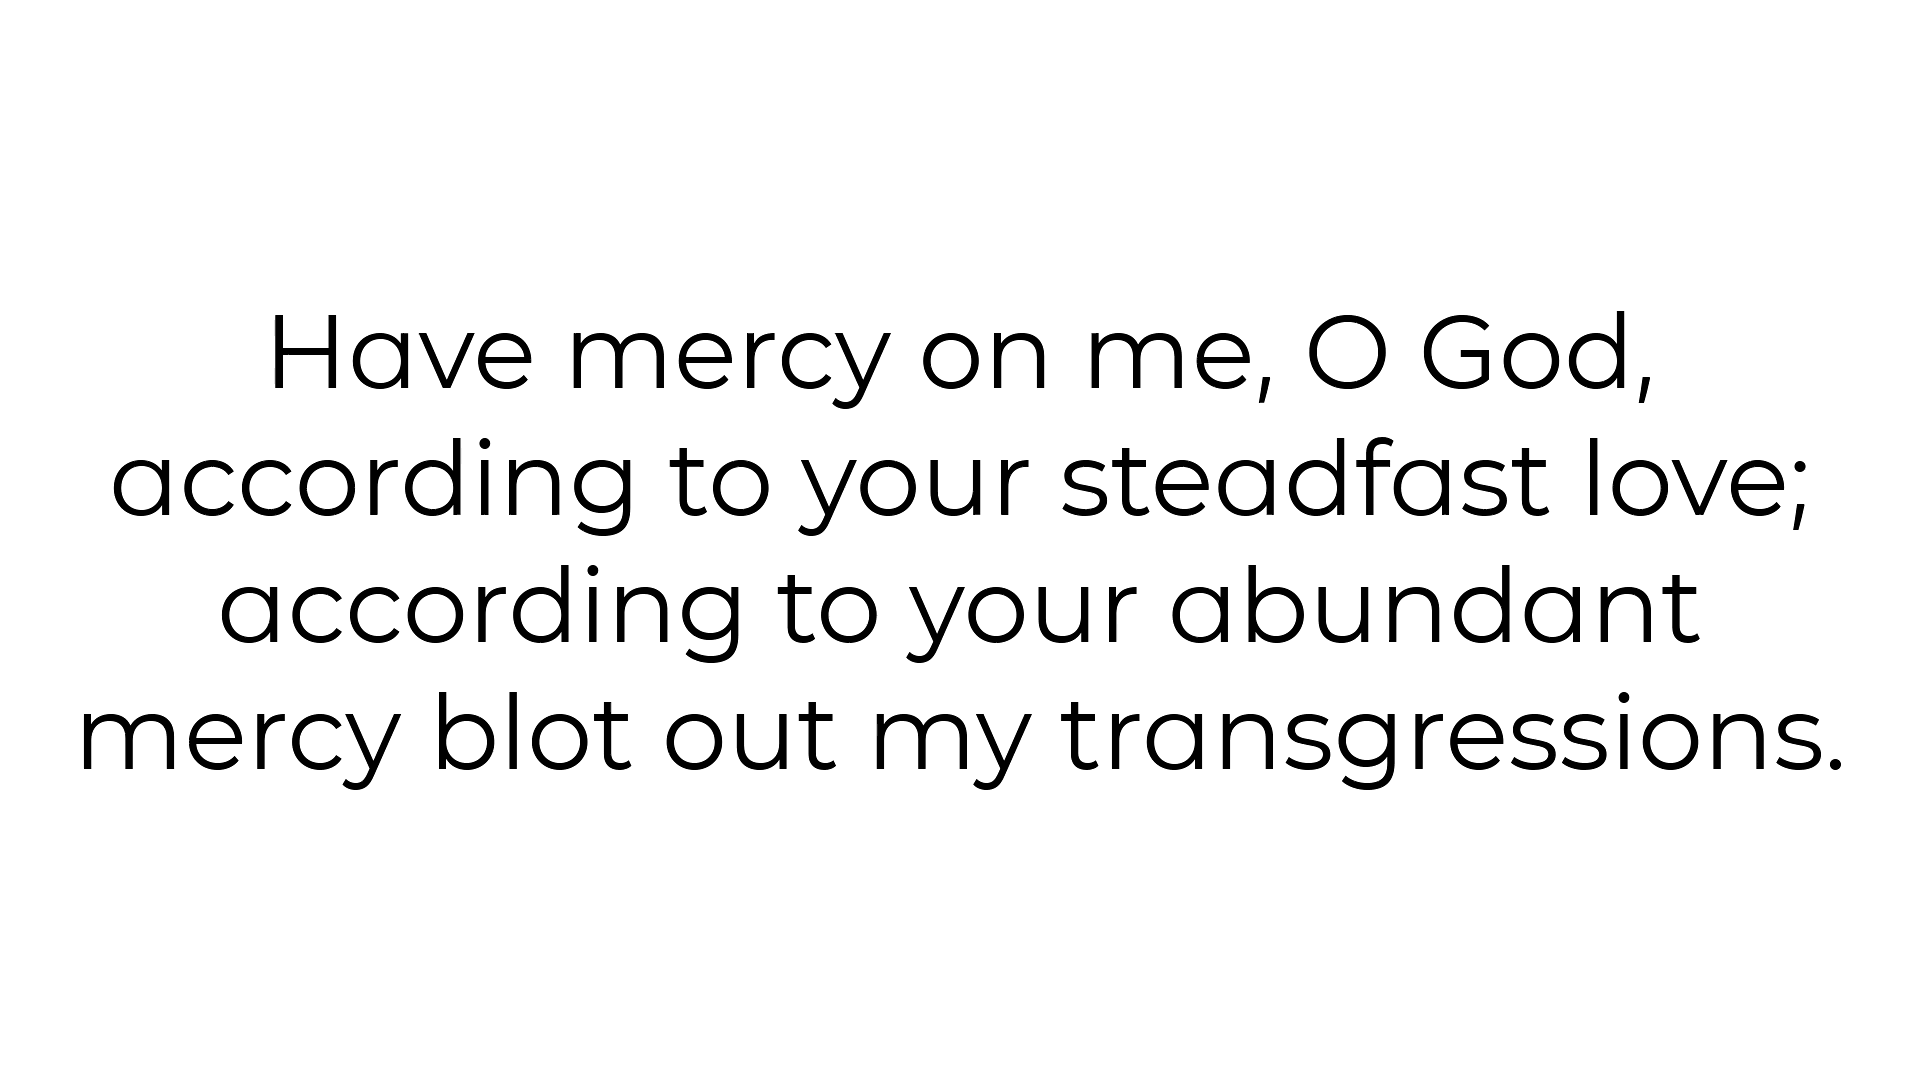 Have mercy on me, O God,
according to your steadfast love;
according to your abundant
mercy blot out my transgressions.